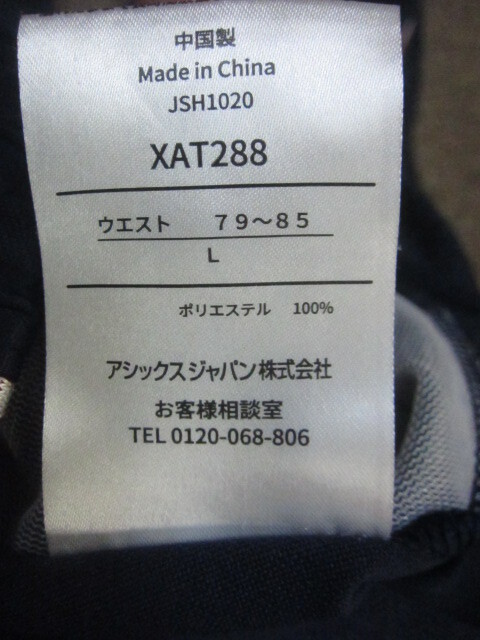 中国製
Made in China
JSH1020
XAT288
ウエスト ７９～８５
L
ポリエステル 100%
アシックスジャパン株式会社
お客様相談室
TEL 0120-068-806